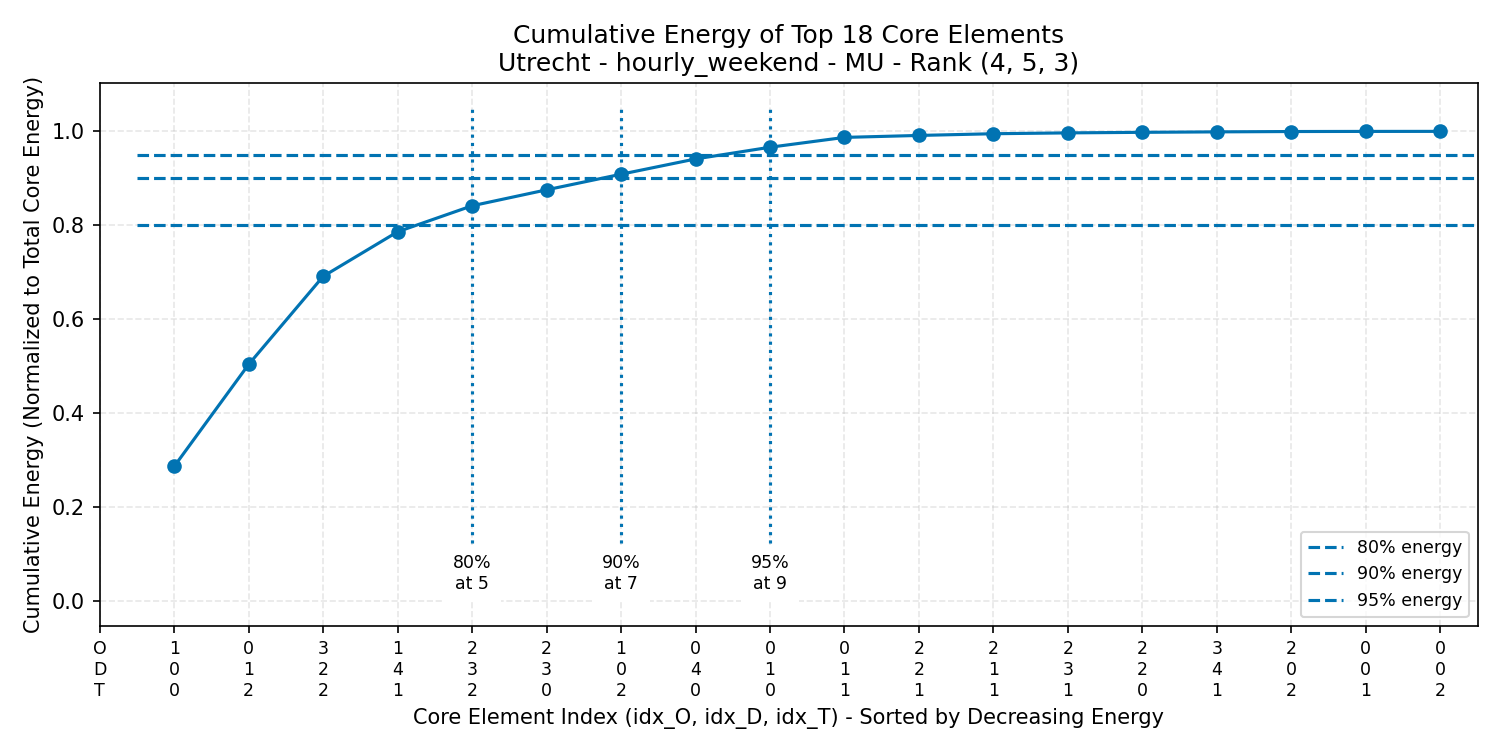 Cumulative Energy of Top 18 Core Elements
Utrecht - hourly_weekend - MU - Rank (4, 5, 3)
Cumulative Energy (Normalized to Total Core Energy)
1.0
0.8
0.6
0.4
0.2
0.0
80%
at 5
90%
at 7
95%
at 9
80% energy
90% energy
95% energy
O 1 0 3 1 2 2 1 0 0 0 2 2 2 2 3 2 0 0
D 0 1 2 4 3 3 0 4 1 1 2 1 3 2 4 0 0 0
T 0 2 2 1 2 0 2 0 0 1 1 1 1 0 1 2 1 2
Core Element Index (idx_O, idx_D, idx_T) - Sorted by Decreasing Energy